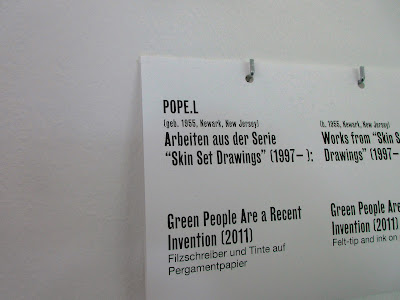 POPE.L
(geb. 1955, Newark, New Jersey)
Arbeiten aus der Serie
“Skin Set Drawings” (1997– ):
Green People Are a Recent
Invention (2011)
Filzschreiber und Tinte auf
Pergamentpapier
(b. 1955, Newark, New Jersey)
Works from “Skin S
Drawings” (1997–
Green People Are
Invention (2011)
Felt-tip and ink on